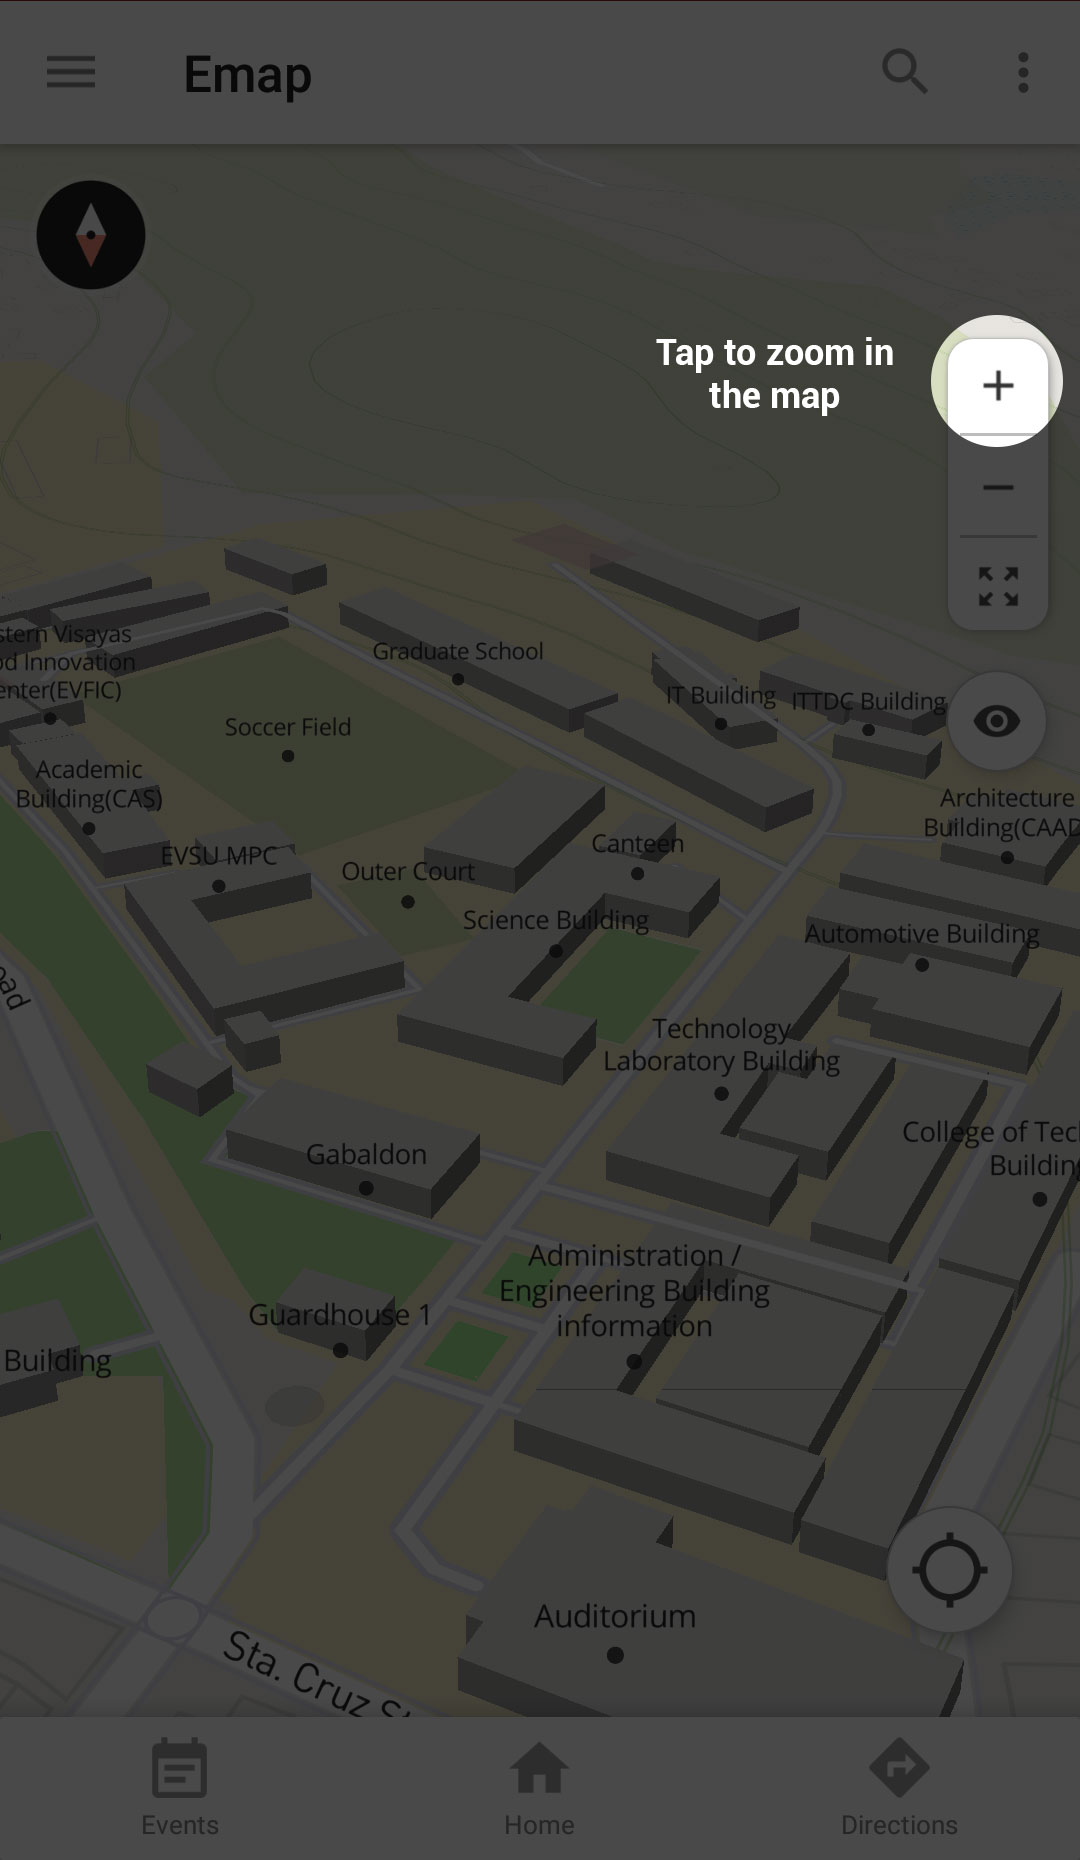 Emap
Tap to zoom in
the map
stern Visayas
od Innovation
enter(EVFIC)
Graduate School
IT Building
ITTDC Building
Soccer Field
Academic
Building(CAS)
Architecture
Building(CAAD
EVSU MPC
Canteen
Outer Court
Science Building
Automotive Building
oad
Technology
Laboratory Building
College of Tec
Building
Gabaldon
Administration /
Engineering Building
information
Guardhouse 1
Building
Auditorium
Sta. Cruz St
Events
Home
Directions